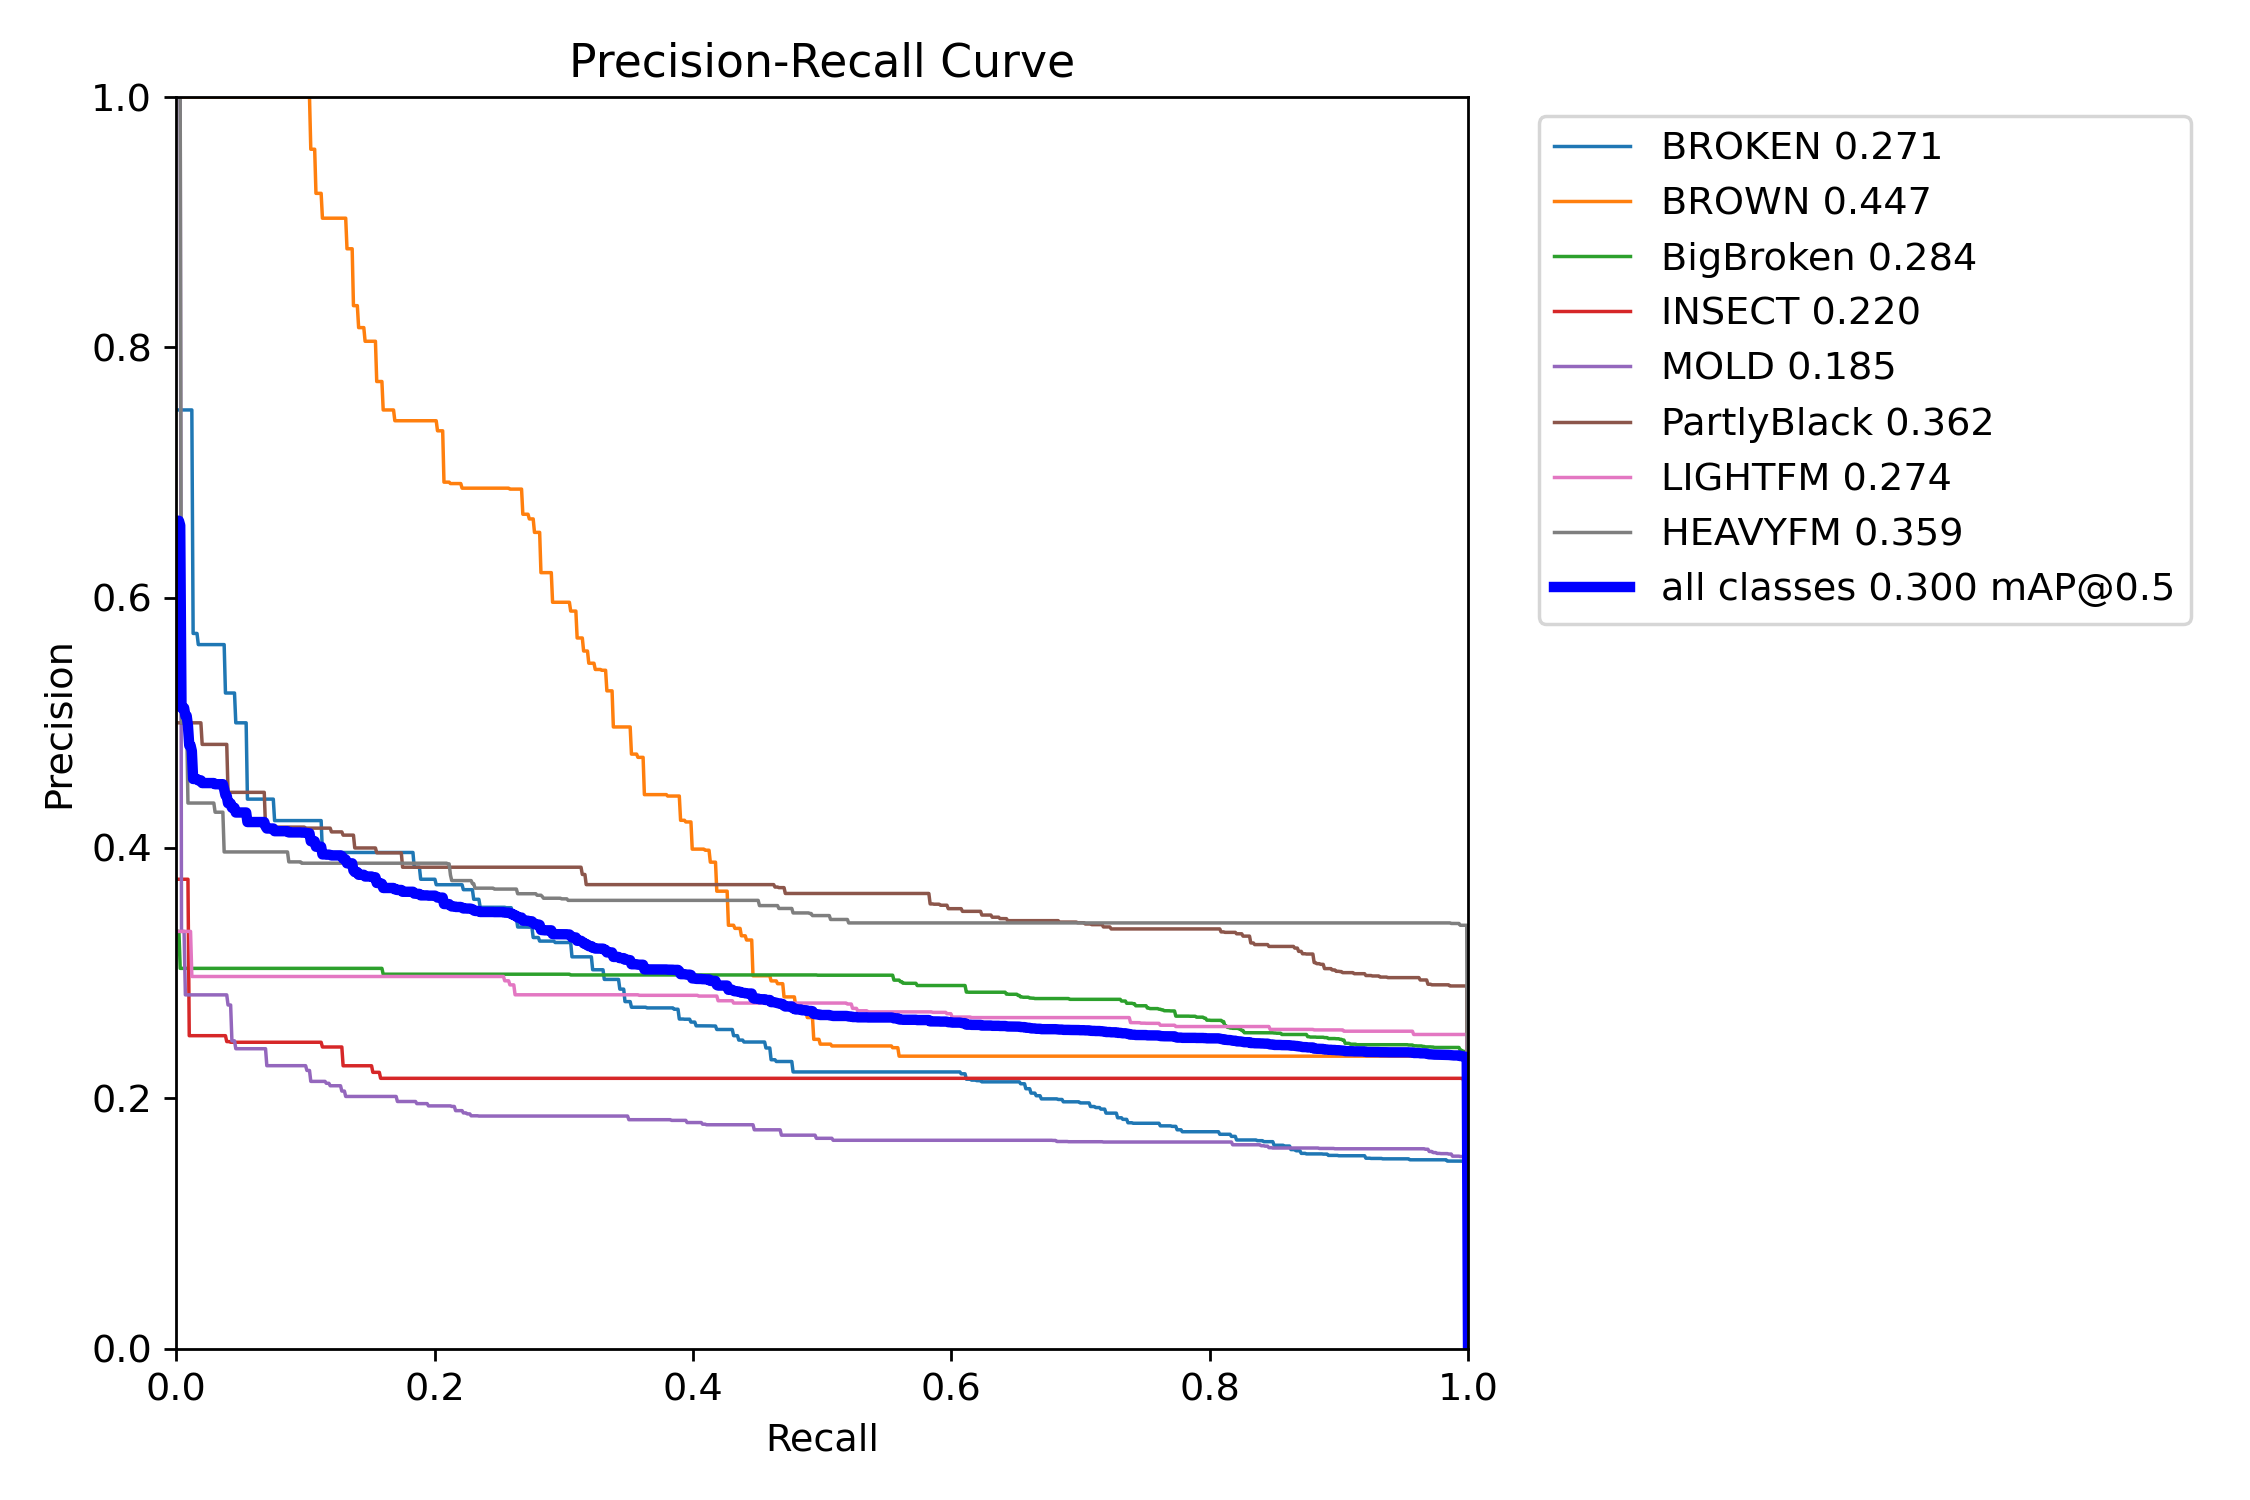 Precision-Recall Curve
1.0
0.8
0.6
0.4
0.2
0.0
Precision
0.0 0.2 0.4 0.6 0.8 1.0
Recall
BROKEN 0.271
BROWN 0.447
BigBroken 0.284
INSECT 0.220
MOLD 0.185
PartlyBlack 0.362
LIGHTFM 0.274
HEAVYFM 0.359
all classes 0.300 mAP@0.5